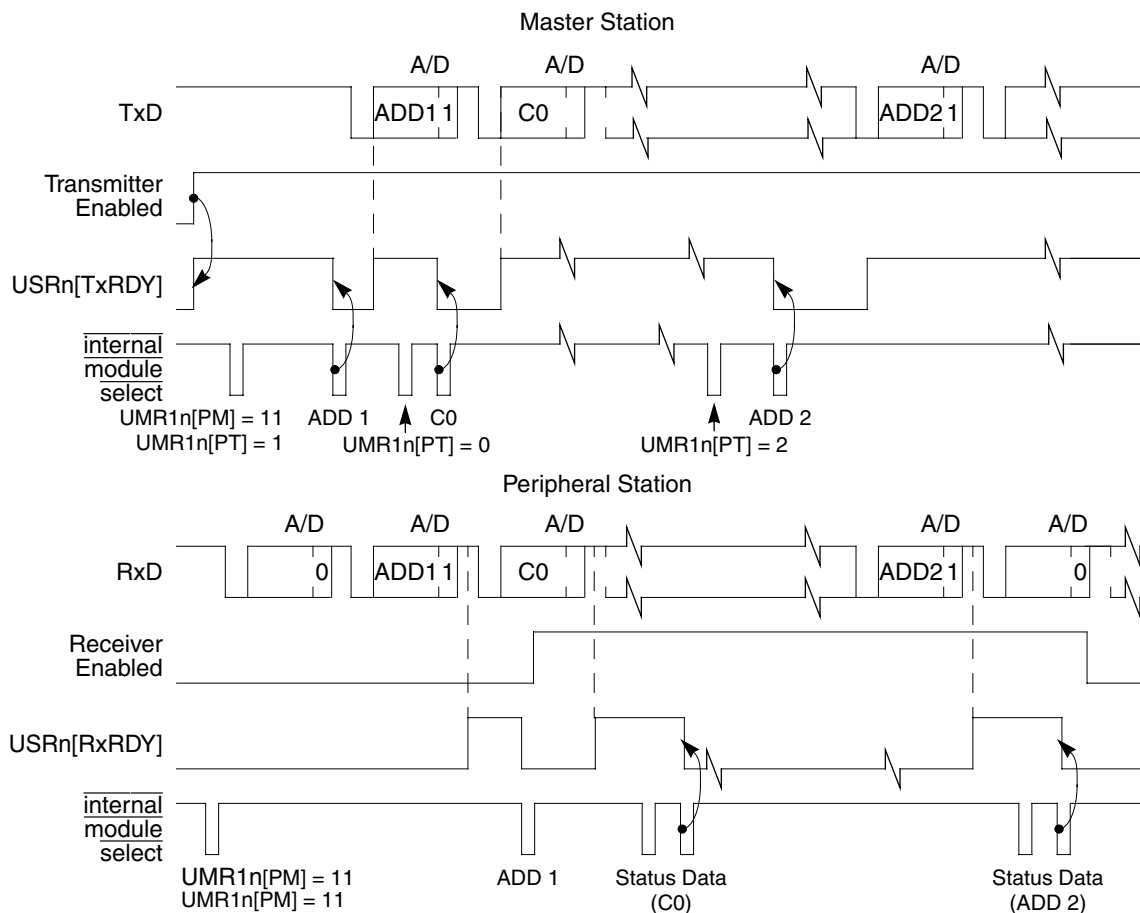 Master Station
A/D A/D A/D
TxD ADD1 1 C0 ADD2 1
Transmitter
Enabled
USRn[TxRDY]
internal
module
select
UMR1n[PM] = 11 ADD 1 C0 ADD 2
UMR1n[PT] = 1 UMR1n[PT] = 0 UMR1n[PT] = 2
Peripheral Station
A/D A/D A/D A/D A/D
RxD 0 ADD1 1 C0 ADD2 1 0
Receiver
Enabled
USRn[RxRDY]
internal
module
select
UMR1n[PM] = 11 ADD 1 Status Data Status Data
UMR1n[PM] = 11 (C0) (ADD 2)